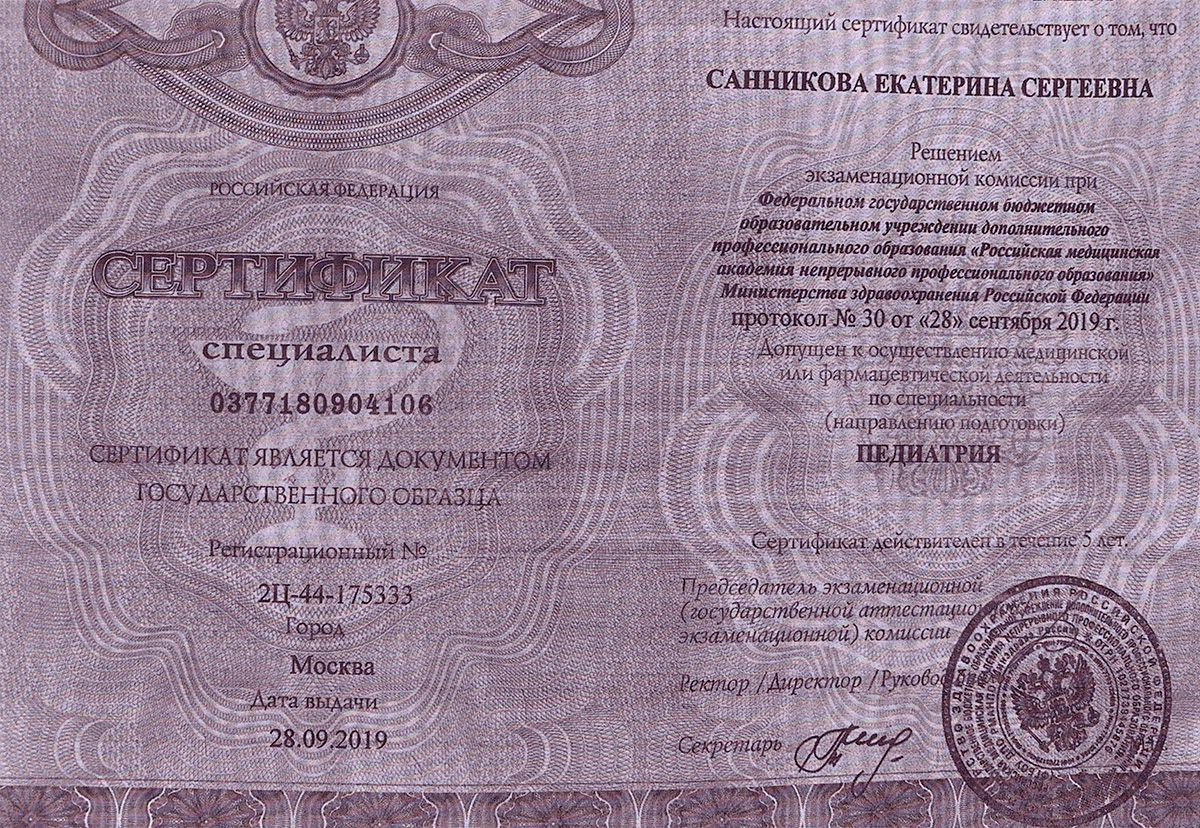 РОССИЙСКАЯ ФЕДЕРАЦИЯ
СЕРТИФИКАТ
специалиста
0377180904106
СЕРТИФИКАТ ЯВЛЯЕТСЯ ДОКУМЕНТОМ
ГОСУДАРСТВЕННОГО ОБРАЗЦА
Регистрационный №
2Ц-44-175333
Город
Москва
Дата выдачи
28.09.2019
Настоящий сертификат свидетельствует о том, что
САННИКОВА ЕКАТЕРИНА СЕРГЕЕВНА
Решением
экзаменационной комиссии при
Федеральном государственном бюджетном
образовательном учреждении дополнительного
профессионального образования «Российская медицинская
академия непрерывного профессионального образования»
Министерства здравоохранения Российской Федерации
протокол № 30 от «28» сентября 2019 г.
Допущен к осуществлению медицинской
или фармацевтической деятельности
по специальности
(направлению подготовки)
ПЕДИАТРИЯ
Сертификат действителен в течение 5 лет.
Председатель экзаменационной
(государственной аттестацио
экзаменационной) комиссии
Ректор /Директор /Руково
Секретарь